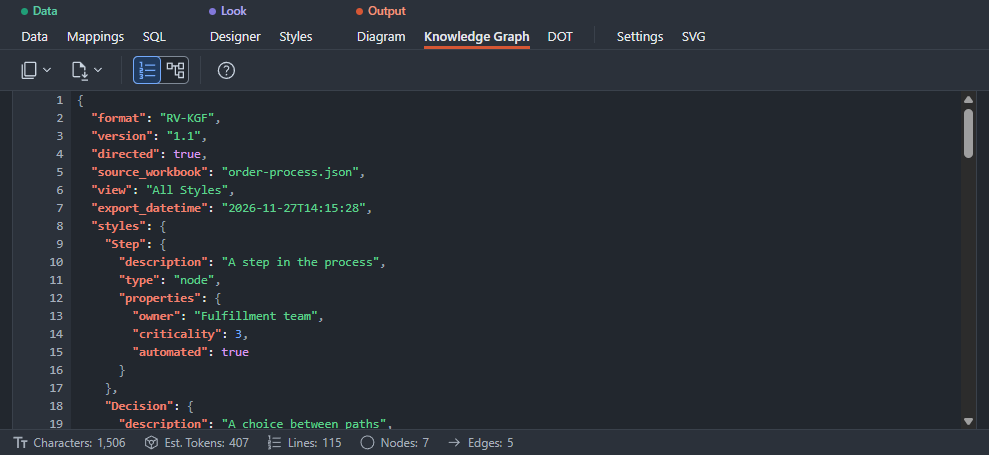 Data Look Output
Data Mappings SQL Designer Styles Diagram Knowledge Graph DOT Settings SVG
1 {
2 "format": "RV-KGF",
3 "version": "1.1",
4 "directed": true,
5 "source_workbook": "order-process.json",
6 "view": "All Styles",
7 "export_datetime": "2026-11-27T14:15:28",
8 "styles": {
9 "Step": {
10 "description": "A step in the process",
11 "type": "node",
12 "properties": {
13 "owner": "Fulfillment team",
14 "criticality": 3,
15 "automated": true
16 }
17 },
18 "Decision": {
19 "description": "A choice between paths",
Characters: 1,506 Est. Tokens: 407 Lines: 115 Nodes: 7 Edges: 5